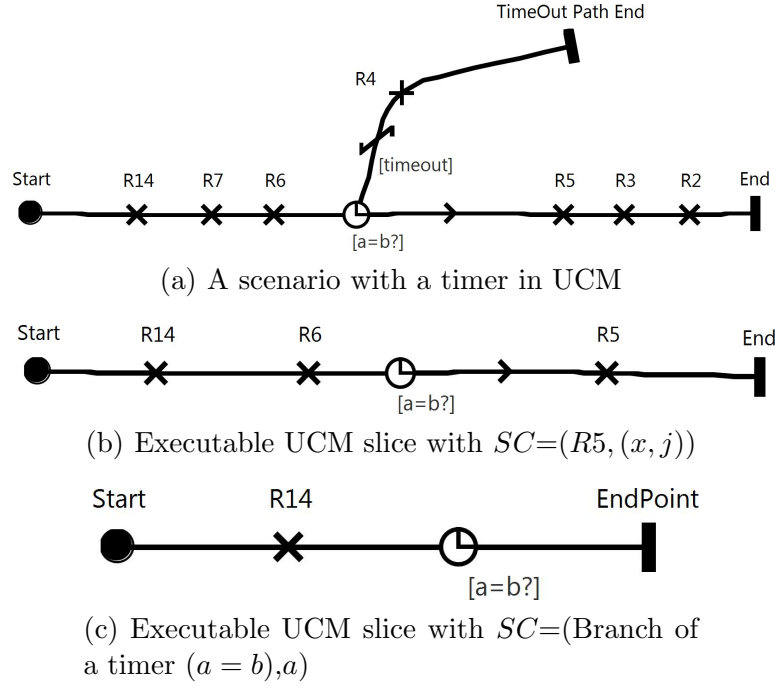 TimeOut Path End
R4
[timeout]
Start R14 R7 R6 R5 R3 R2 End
[a=b?]
(a) A scenario with a timer in UCM
Start R14 R6 R5 End
[a=b?]
(b) Executable UCM slice with SC=(R5,(x,j))
Start R14 EndPoint
[a=b?]
(c) Executable UCM slice with SC=(Branch of
a timer (a = b),a)